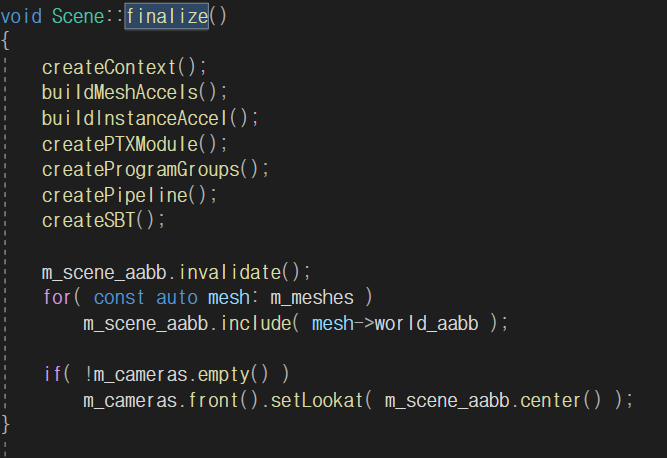 void Scene::finalize()
{
createContext();
buildMeshAccels();
buildInstanceAccel();
createPTXModule();
createProgramGroups();
createPipeline();
createSBT();
m_scene_aabb.invalidate();
for( const auto mesh: m_meshes )
m_scene_aabb.include( mesh->world_aabb );
if( !m_cameras.empty() )
m_cameras.front().setLookat( m_scene_aabb.center() );
}